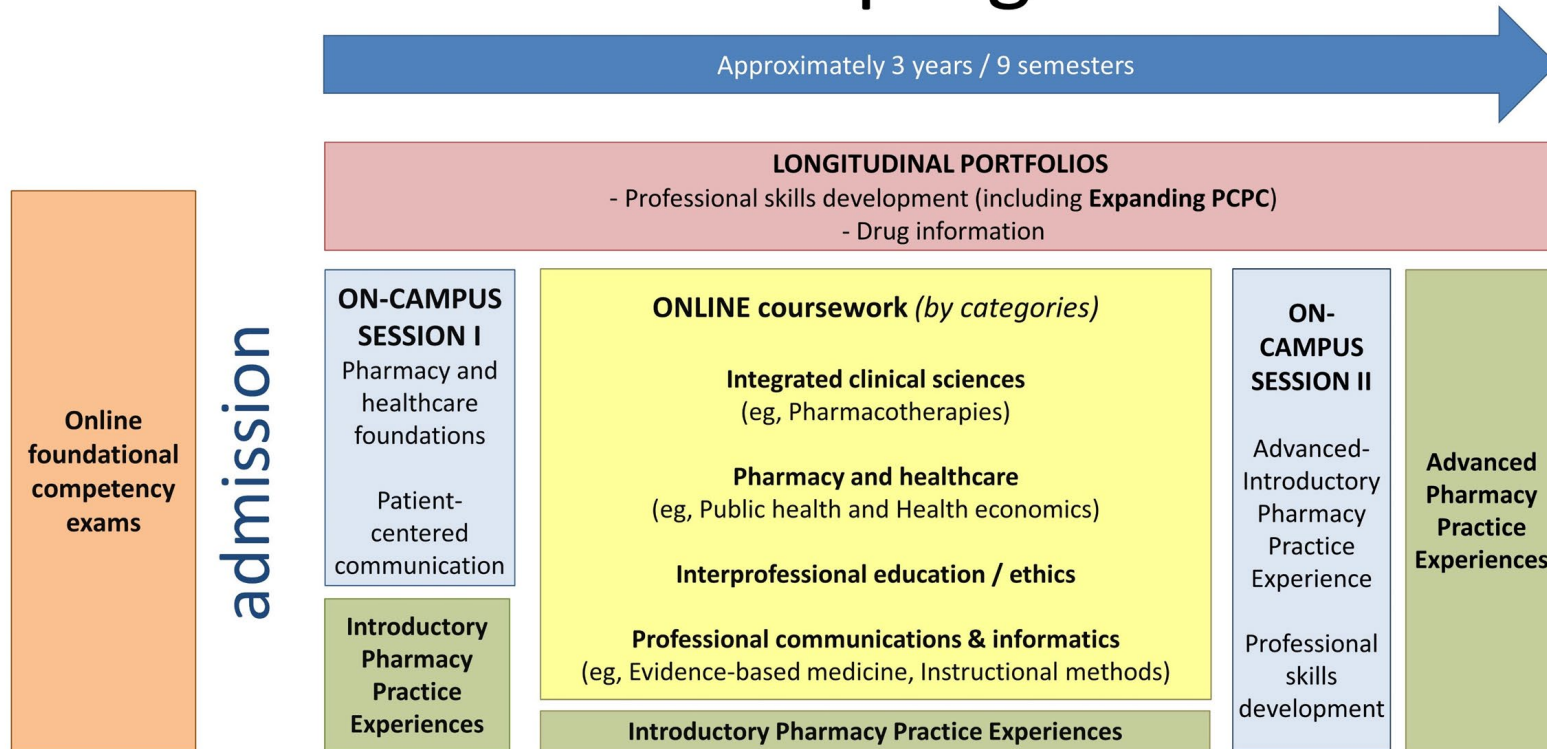 Approximately 3 years / 9 semesters
LONGITUDINAL PORTFOLIOS
- Professional skills development (including Expanding PCPC)
- Drug information
Online
foundational
competency
exams
admission
ON-CAMPUS
SESSION I
Pharmacy and
healthcare
foundations
Patient-
centered
communication
Introductory
Pharmacy
Practice
Experiences
ONLINE coursework (by categories)
Integrated clinical sciences
(eg, Pharmacotherapies)
Pharmacy and healthcare
(eg, Public health and Health economics)
Interprofessional education / ethics
Professional communications & informatics
(eg, Evidence-based medicine, Instructional methods)
Introductory Pharmacy Practice Experiences
ON-
CAMPUS
SESSION II
Advanced-
Introductory
Pharmacy
Practice
Experience
Professional
skills
development
Advanced
Pharmacy
Practice
Experiences